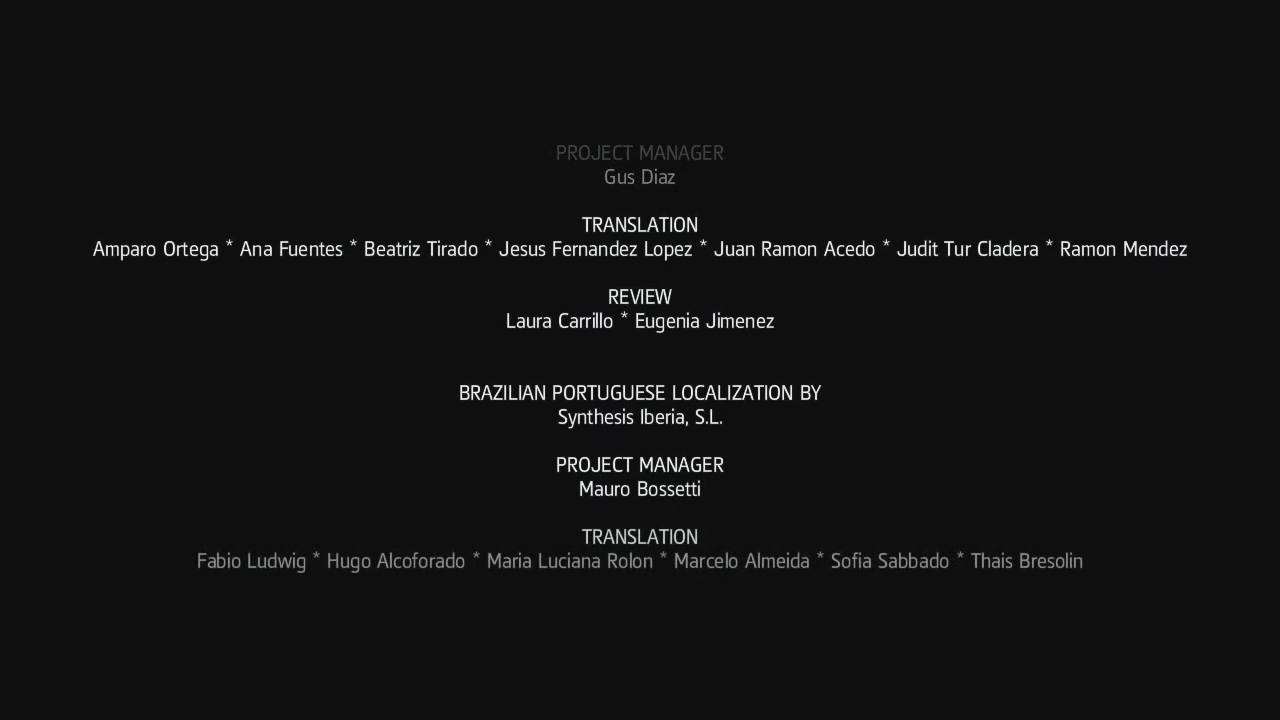 PROJECT MANAGER
Gus Diaz
TRANSLATION
Amparo Ortega * Ana Fuentes * Beatriz Tirado * Jesus Fernandez Lopez * Juan Ramon Acedo * Judit Tur Cladera * Ramon Mendez
REVIEW
Laura Carrillo * Eugenia Jimenez
BRAZILIAN PORTUGUESE LOCALIZATION BY
Synthesis Iberia, S.L.
PROJECT MANAGER
Mauro Bossetti
TRANSLATION
Fabio Ludwig * Hugo Alcoforado * Maria Luciana Rolon * Marcelo Almeida * Sofia Sabbado * Thais Bresolin